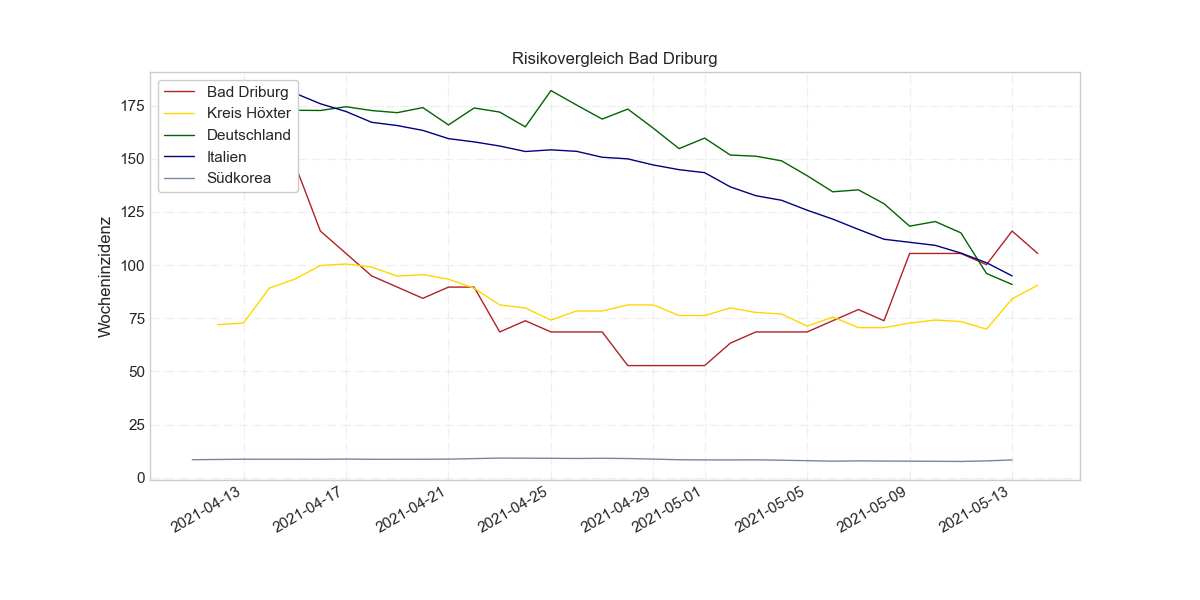 Risikovergleich Bad Driburg
Wocheninzidenz
175
150
125
100
75
50
25
0
Bad Driburg
Kreis Höxter
Deutschland
Italien
Südkorea
2021-04-13
2021-04-17
2021-04-21
2021-04-25
2021-04-29
2021-05-01
2021-05-05
2021-05-09
2021-05-13